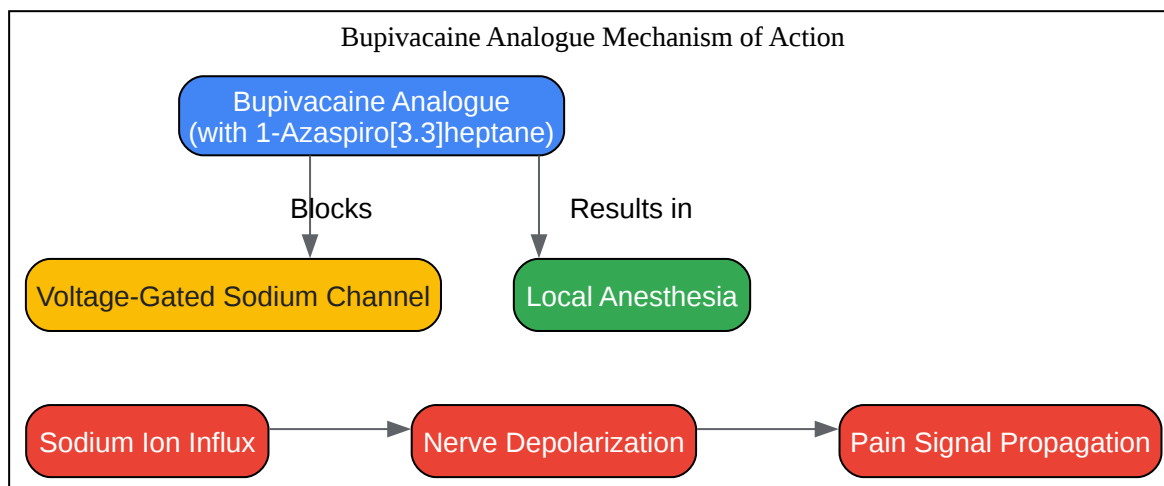 Bupivacaine Analogue Mechanism of Action
Bupivacaine Analogue
(with 1-Azaspiro[3.3]heptane)
Blocks
Results in
Voltage-Gated Sodium Channel
Local Anesthesia
Sodium Ion Influx
Nerve Depolarization
Pain Signal Propagation